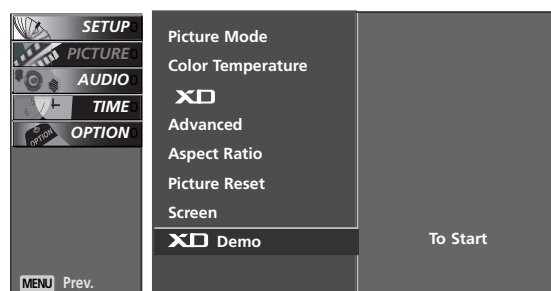 SETUP
PICTURE
AUDIO
TIME
OPTION
OPTION
MENU Prev.
Picture Mode
Color Temperature
XD
Advanced
Aspect Ratio
Picture Reset
Screen
XD Demo
To Start